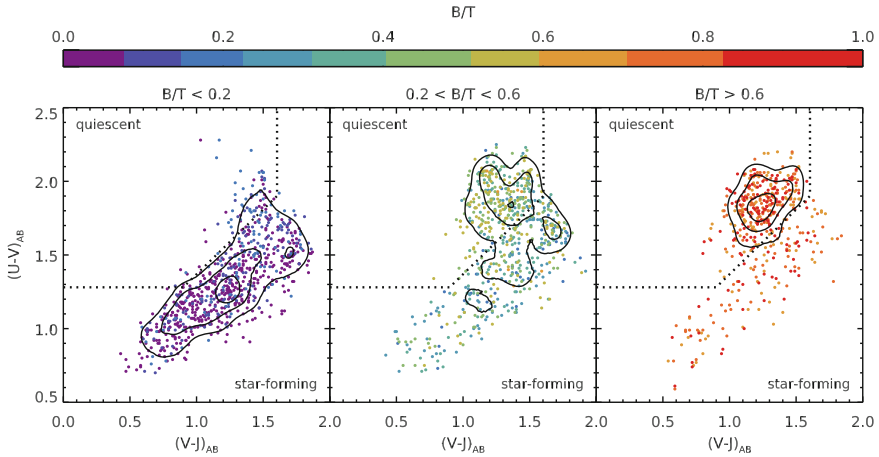 B/T
0.0 0.2 0.4 0.6 0.8 1.0
B/T < 0.2 0.2 < B/T < 0.6 B/T > 0.6
2.5 quiescent quiescent quiescent
2.0
(U-V)AB
1.5
1.0
star-forming star-forming star-forming
0.5
0.0 0.5 1.0 1.5 2.0 0.5 1.0 1.5 2.0 0.5 1.0 1.5 2.0
(V-J)AB (V-J)AB (V-J)AB